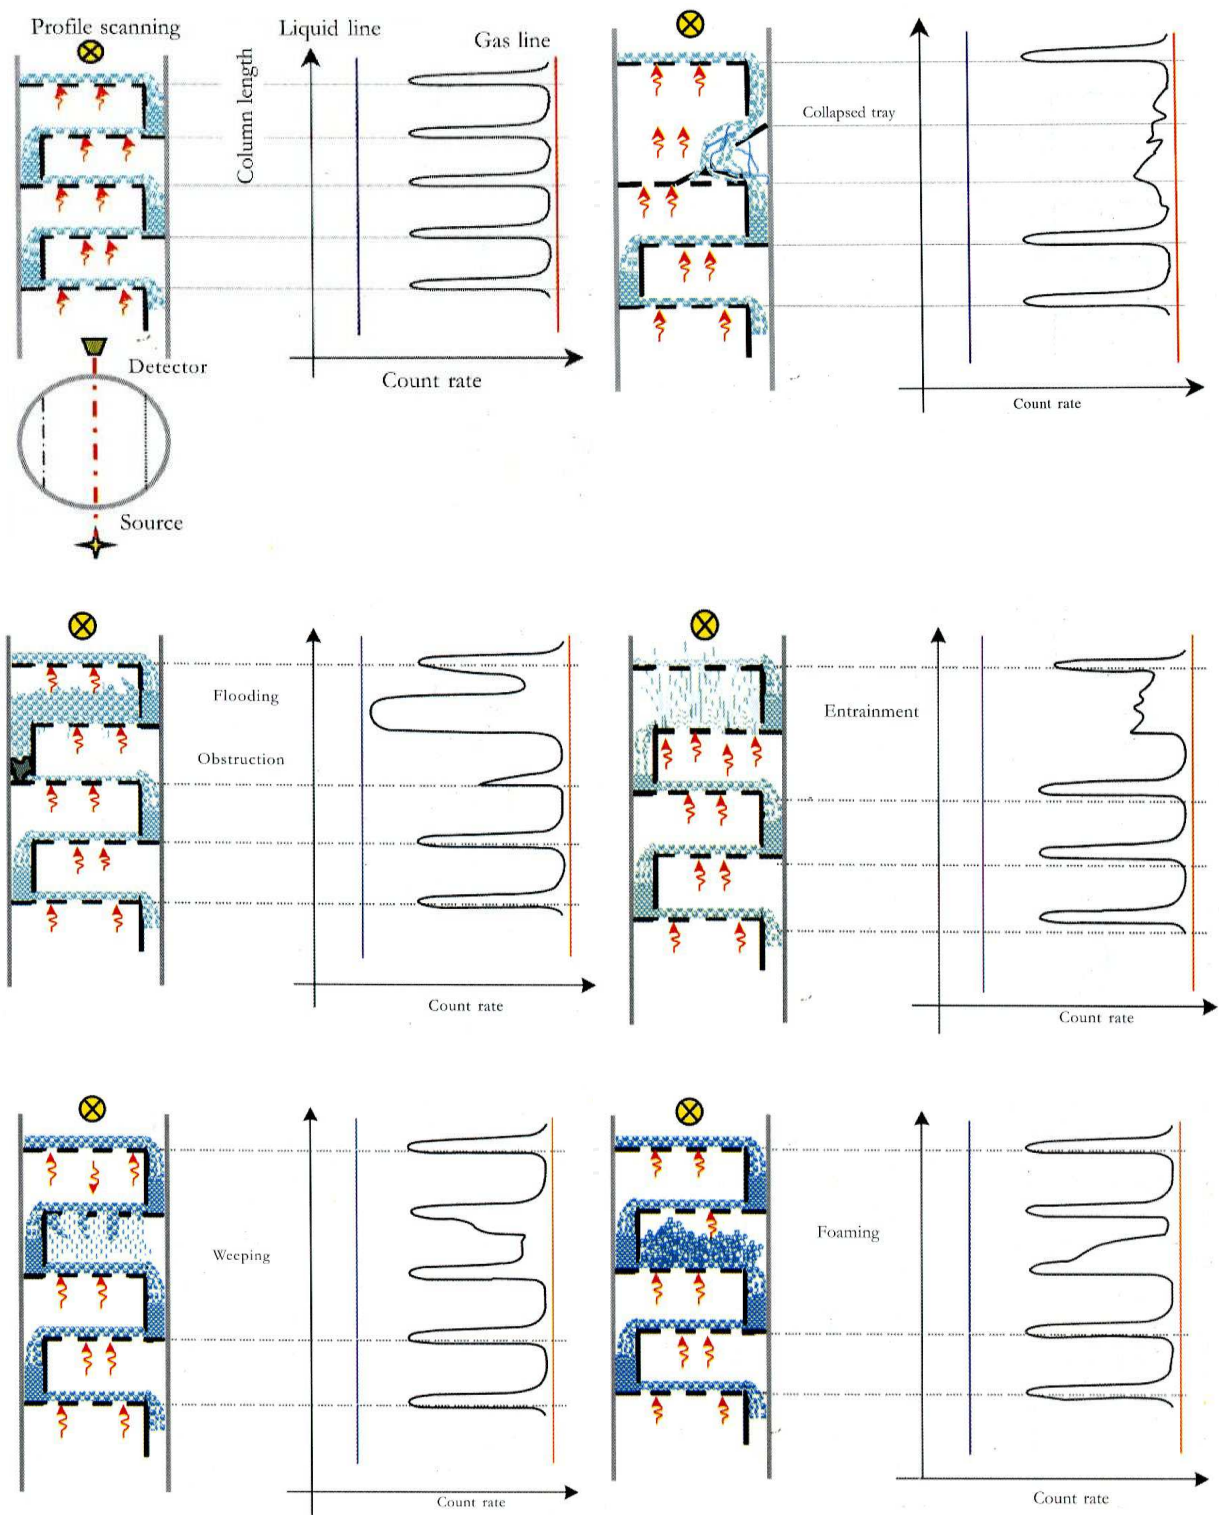 Profile scanning
Liquid line
Gas line
Column length
Detector
Count rate
Source
Collapsed tray
Count rate
Flooding
Obstruction
Count rate
Entrainment
Count rate
Weeping
Count rate
Foaming
Count rate